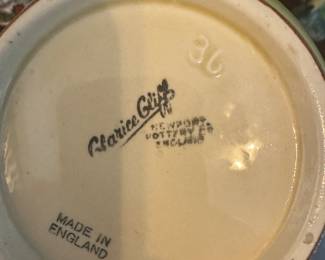 36
Clarice Cliff
NEWPORT
POTTERY Co
ENGLAND
MADE IN
ENGLAND